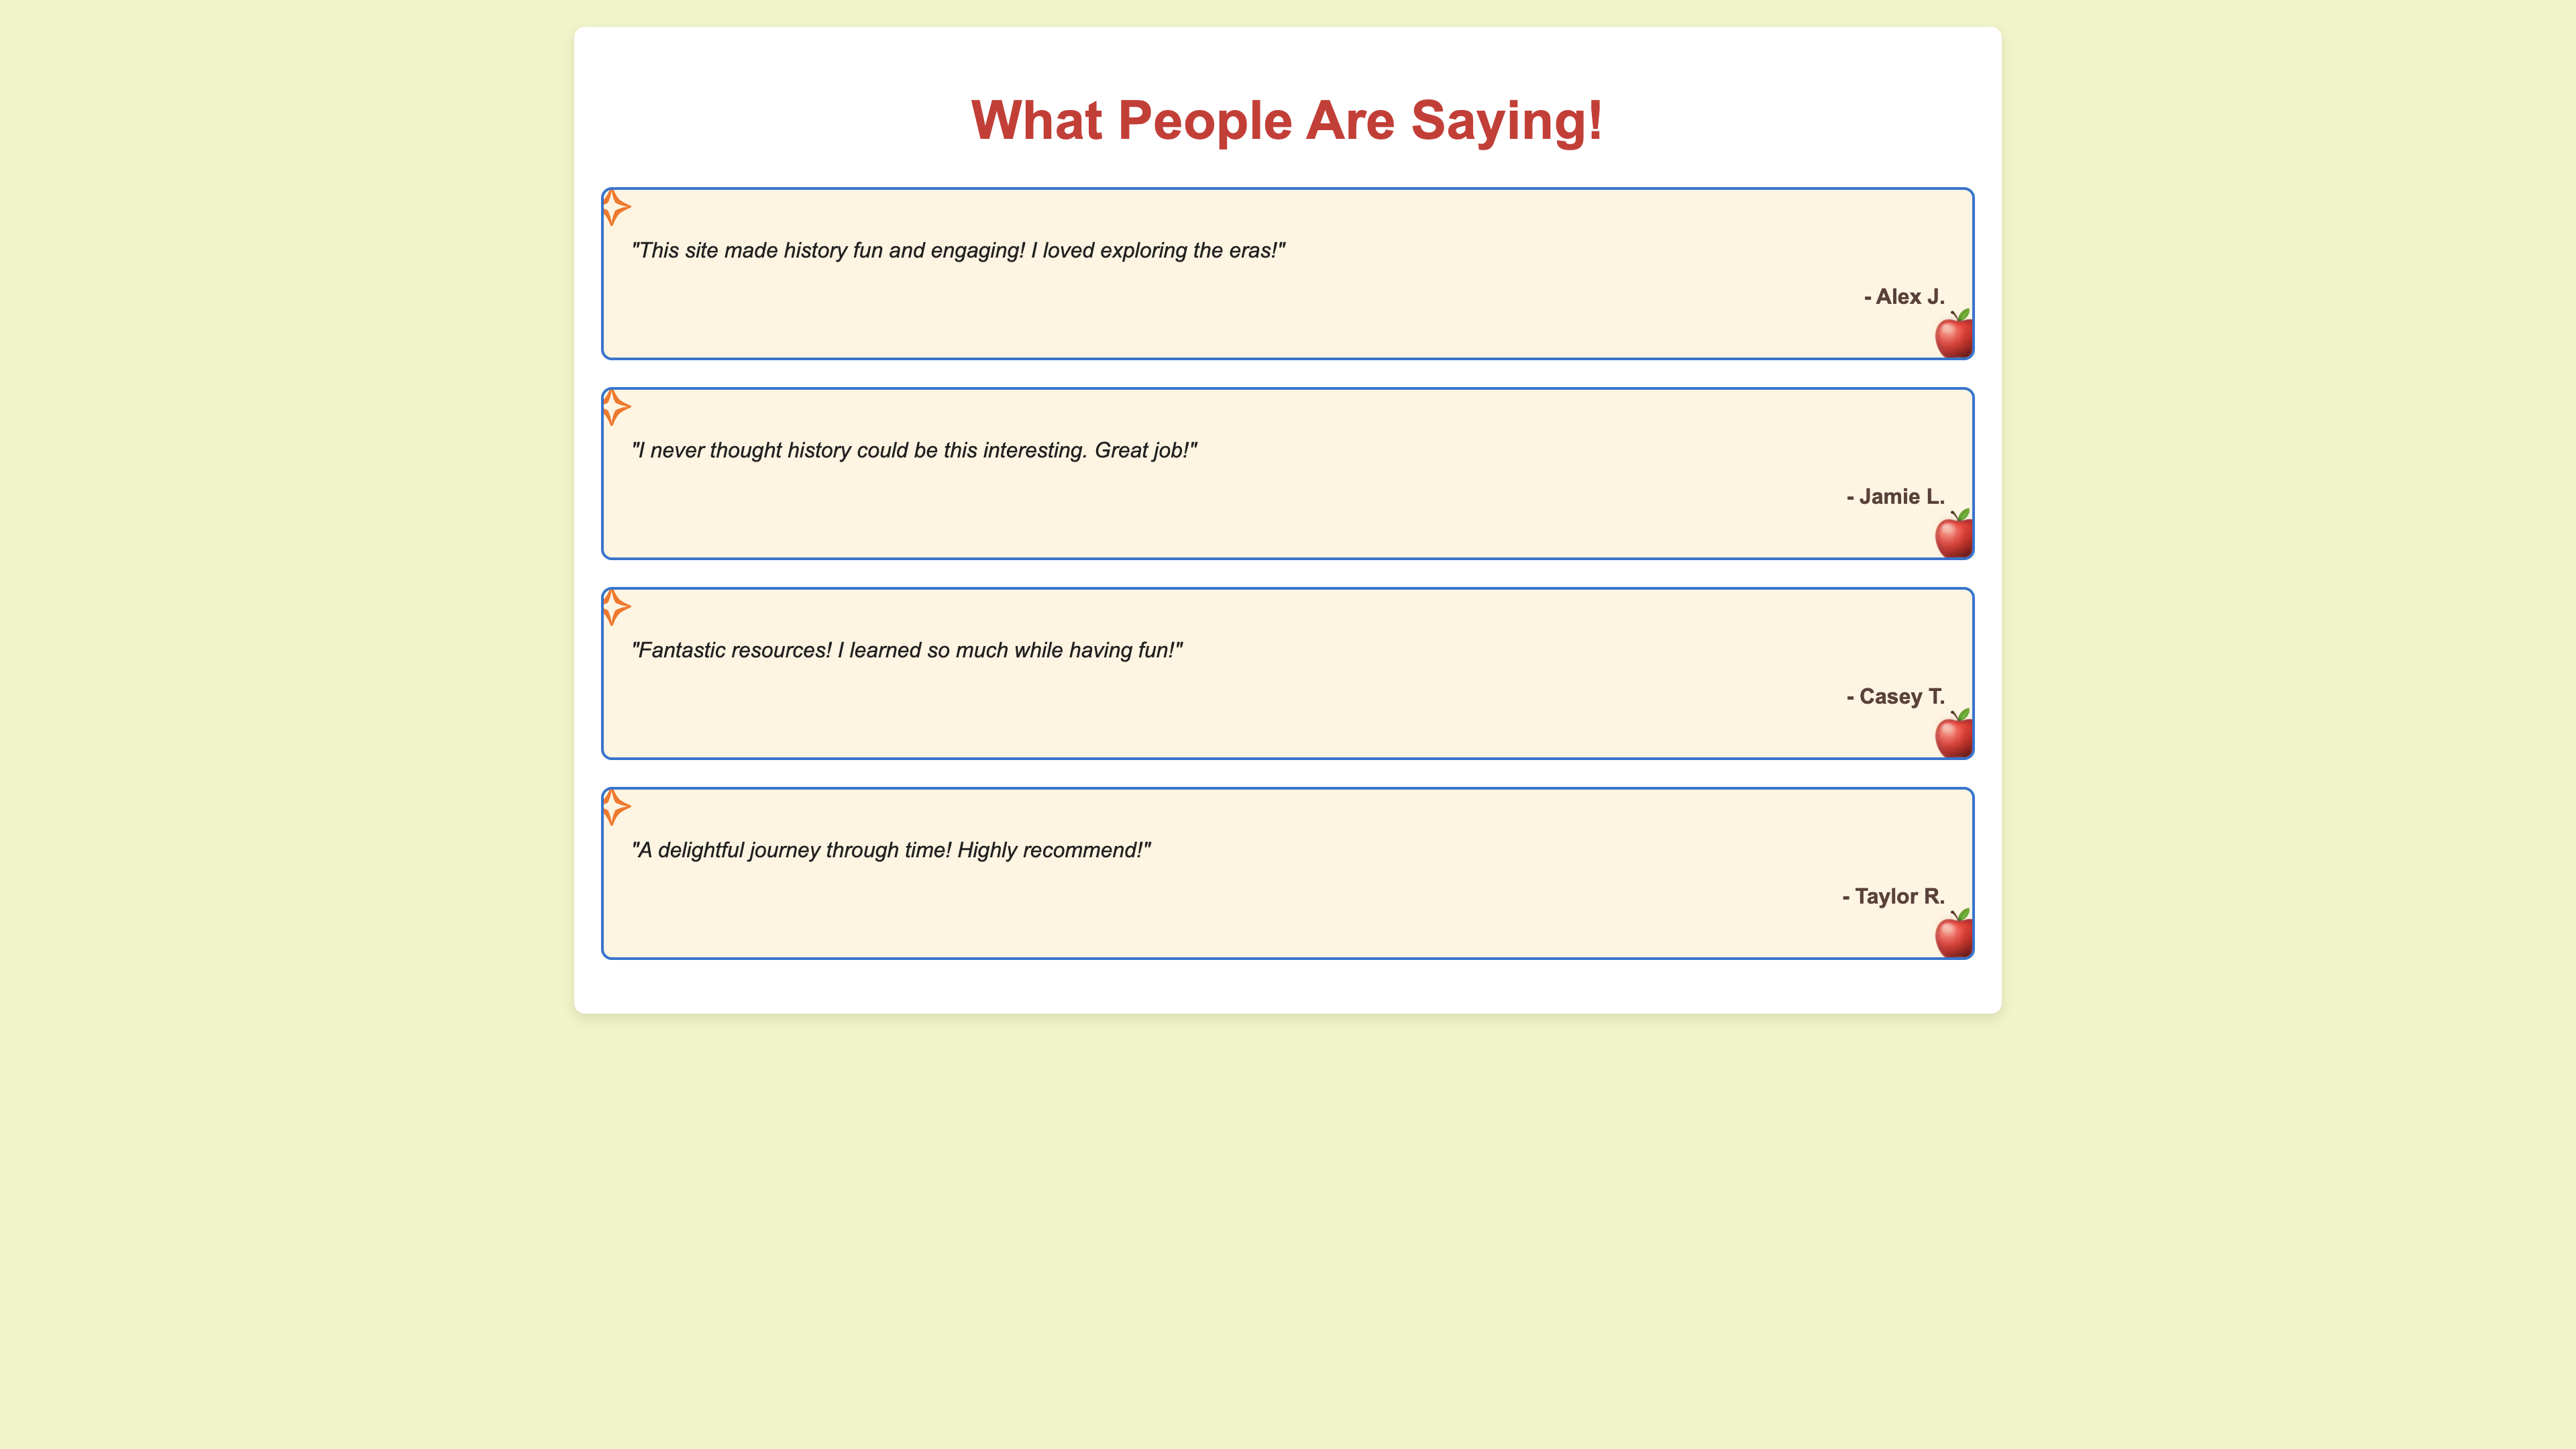 What People Are Saying!
"This site made history fun and engaging! I loved exploring the eras!"
- Alex J.
"I never thought history could be this interesting. Great job!"
- Jamie L.
"Fantastic resources! I learned so much while having fun!"
- Casey T.
"A delightful journey through time! Highly recommend!"
- Taylor R.